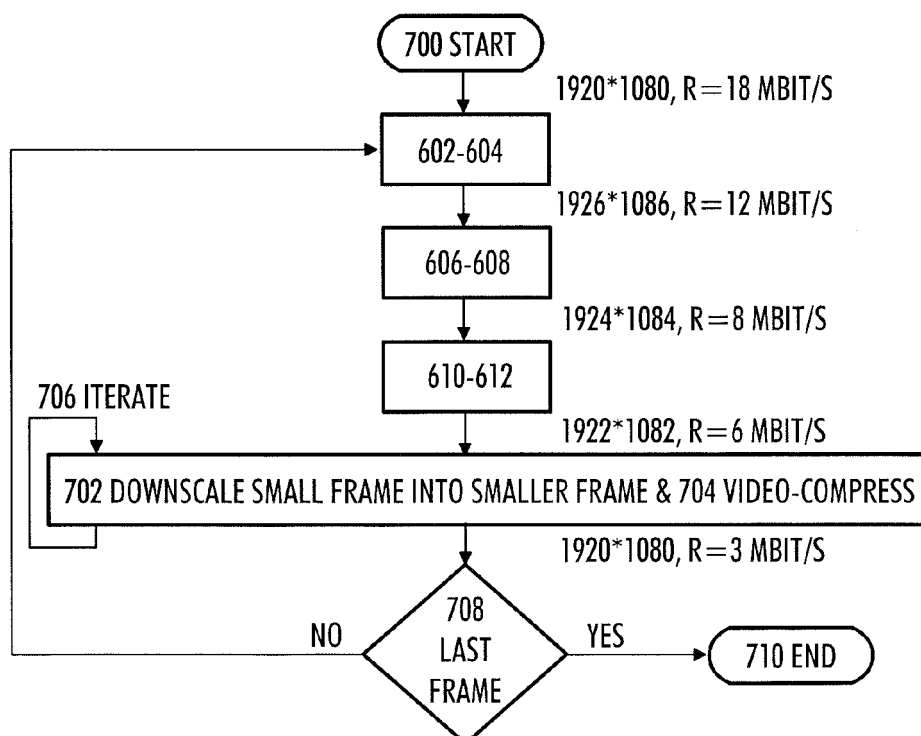 700 START
1920*1080, R=18 MBIT/S
602-604
1926*1086, R=12 MBIT/S
606-608
1924*1084, R=8 MBIT/S
610-612
706 ITERATE
1922*1082, R=6 MBIT/S
702 DOWNSCALE SMALL FRAME INTO SMALLER FRAME & 704 VIDEO-COMPRESS
1920*1080, R=3 MBIT/S
708
LAST
FRAME
NO
YES
710 END